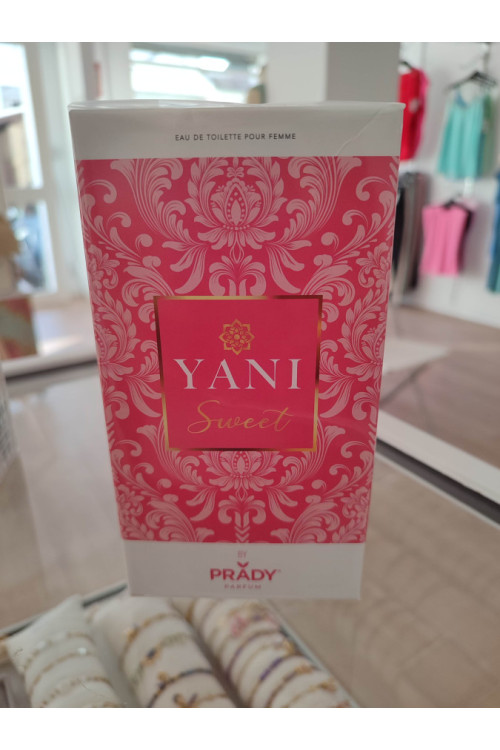 EAU DE TOILETTE POUR FEMME
YANI
Sweet
BY
PRADY®
PARFUM